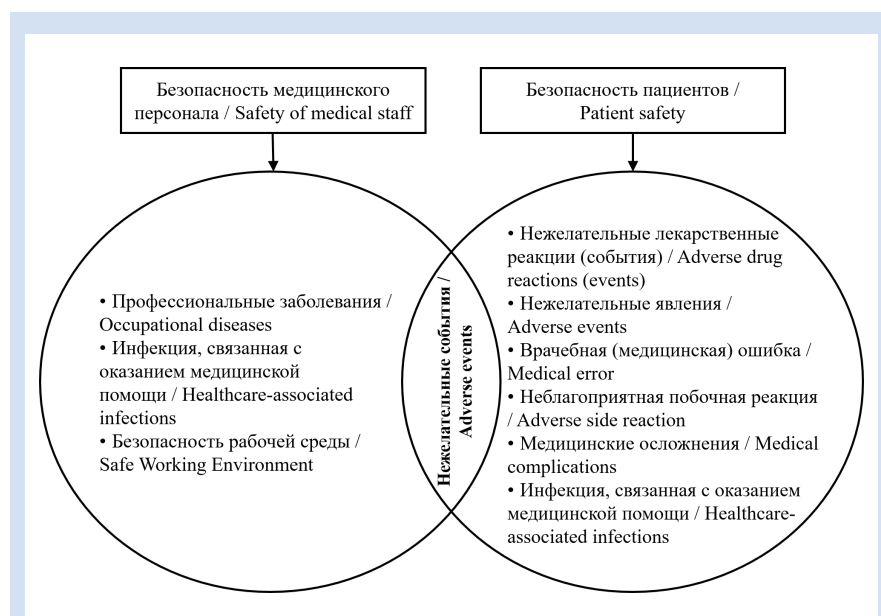 Безопасность медицинского
персонала / Safety of medical staff
Безопасность пациентов /
Patient safety
• Профессиональные заболевания /
Occupational diseases
• Инфекция, связанная с
оказанием медицинской
помощи / Healthcare-associated
infections
• Безопасность рабочей среды /
Safe Working Environment
Нежелательные события /
Adverse events
• Нежелательные лекарственные
реакции (события) / Adverse drug
reactions (events)
• Нежелательные явления /
Adverse events
• Врачебная (медицинская) ошибка /
Medical error
• Неблагоприятная побочная реакция
/ Adverse side reaction
• Медицинские осложнения / Medical
complications
• Инфекция, связанная с оказанием
медицинской помощи / Healthcare-
associated infections